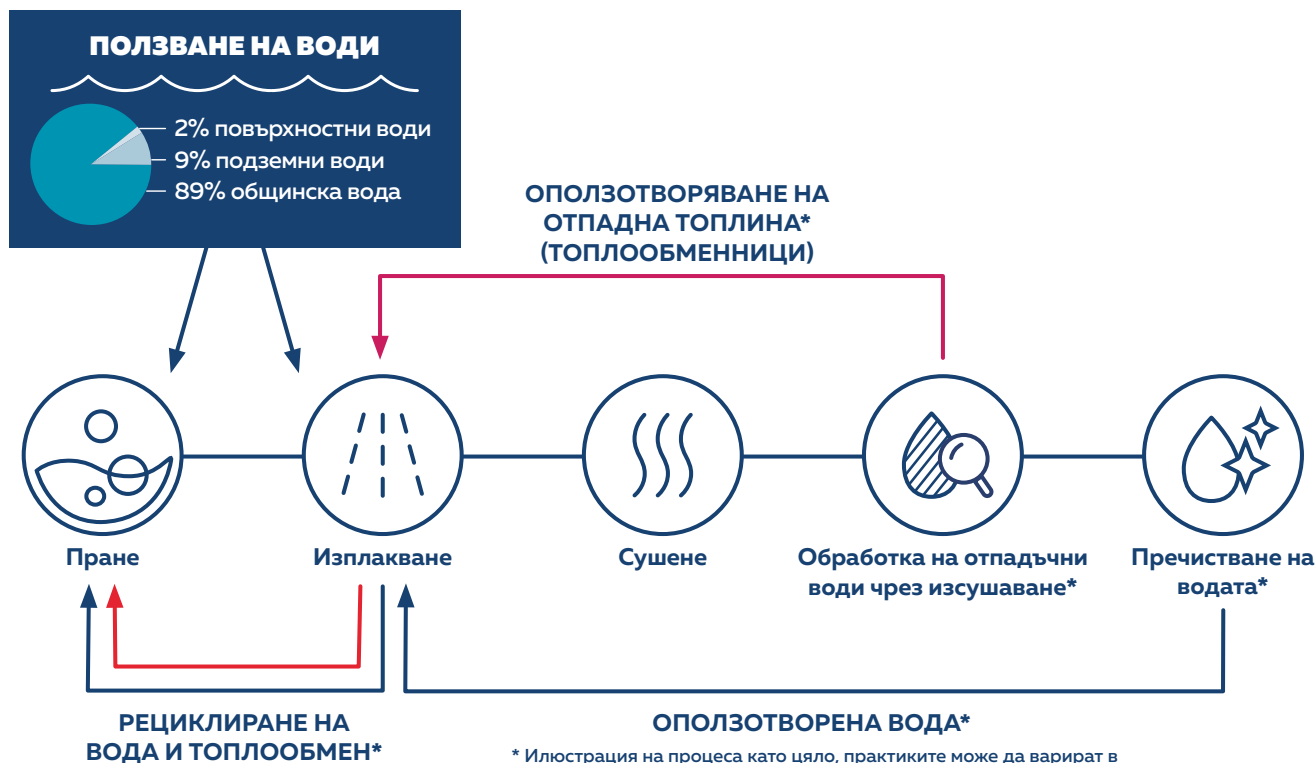 ПОЛЗВАНЕ НА ВОДИ
2% повърхностни води
9% подземни води
89% общинска вода
ОПОЛЗОТВОРЯВАНЕ НА
ОТПАДНА ТОПЛИНА*
(ТОПЛООБМЕННИЦИ)
Пране
Изплакване
Сушене
Обработка на отпадъчни
води чрез изсушаване*
Пречистване на
водата*
РЕЦИКЛИРАНЕ НА
ВОДА И ТОПЛООБМЕН*
ОПОЛЗОТВОРЕНА ВОДА*
* Илюстрация на процеса като цяло, практиките може да варират в